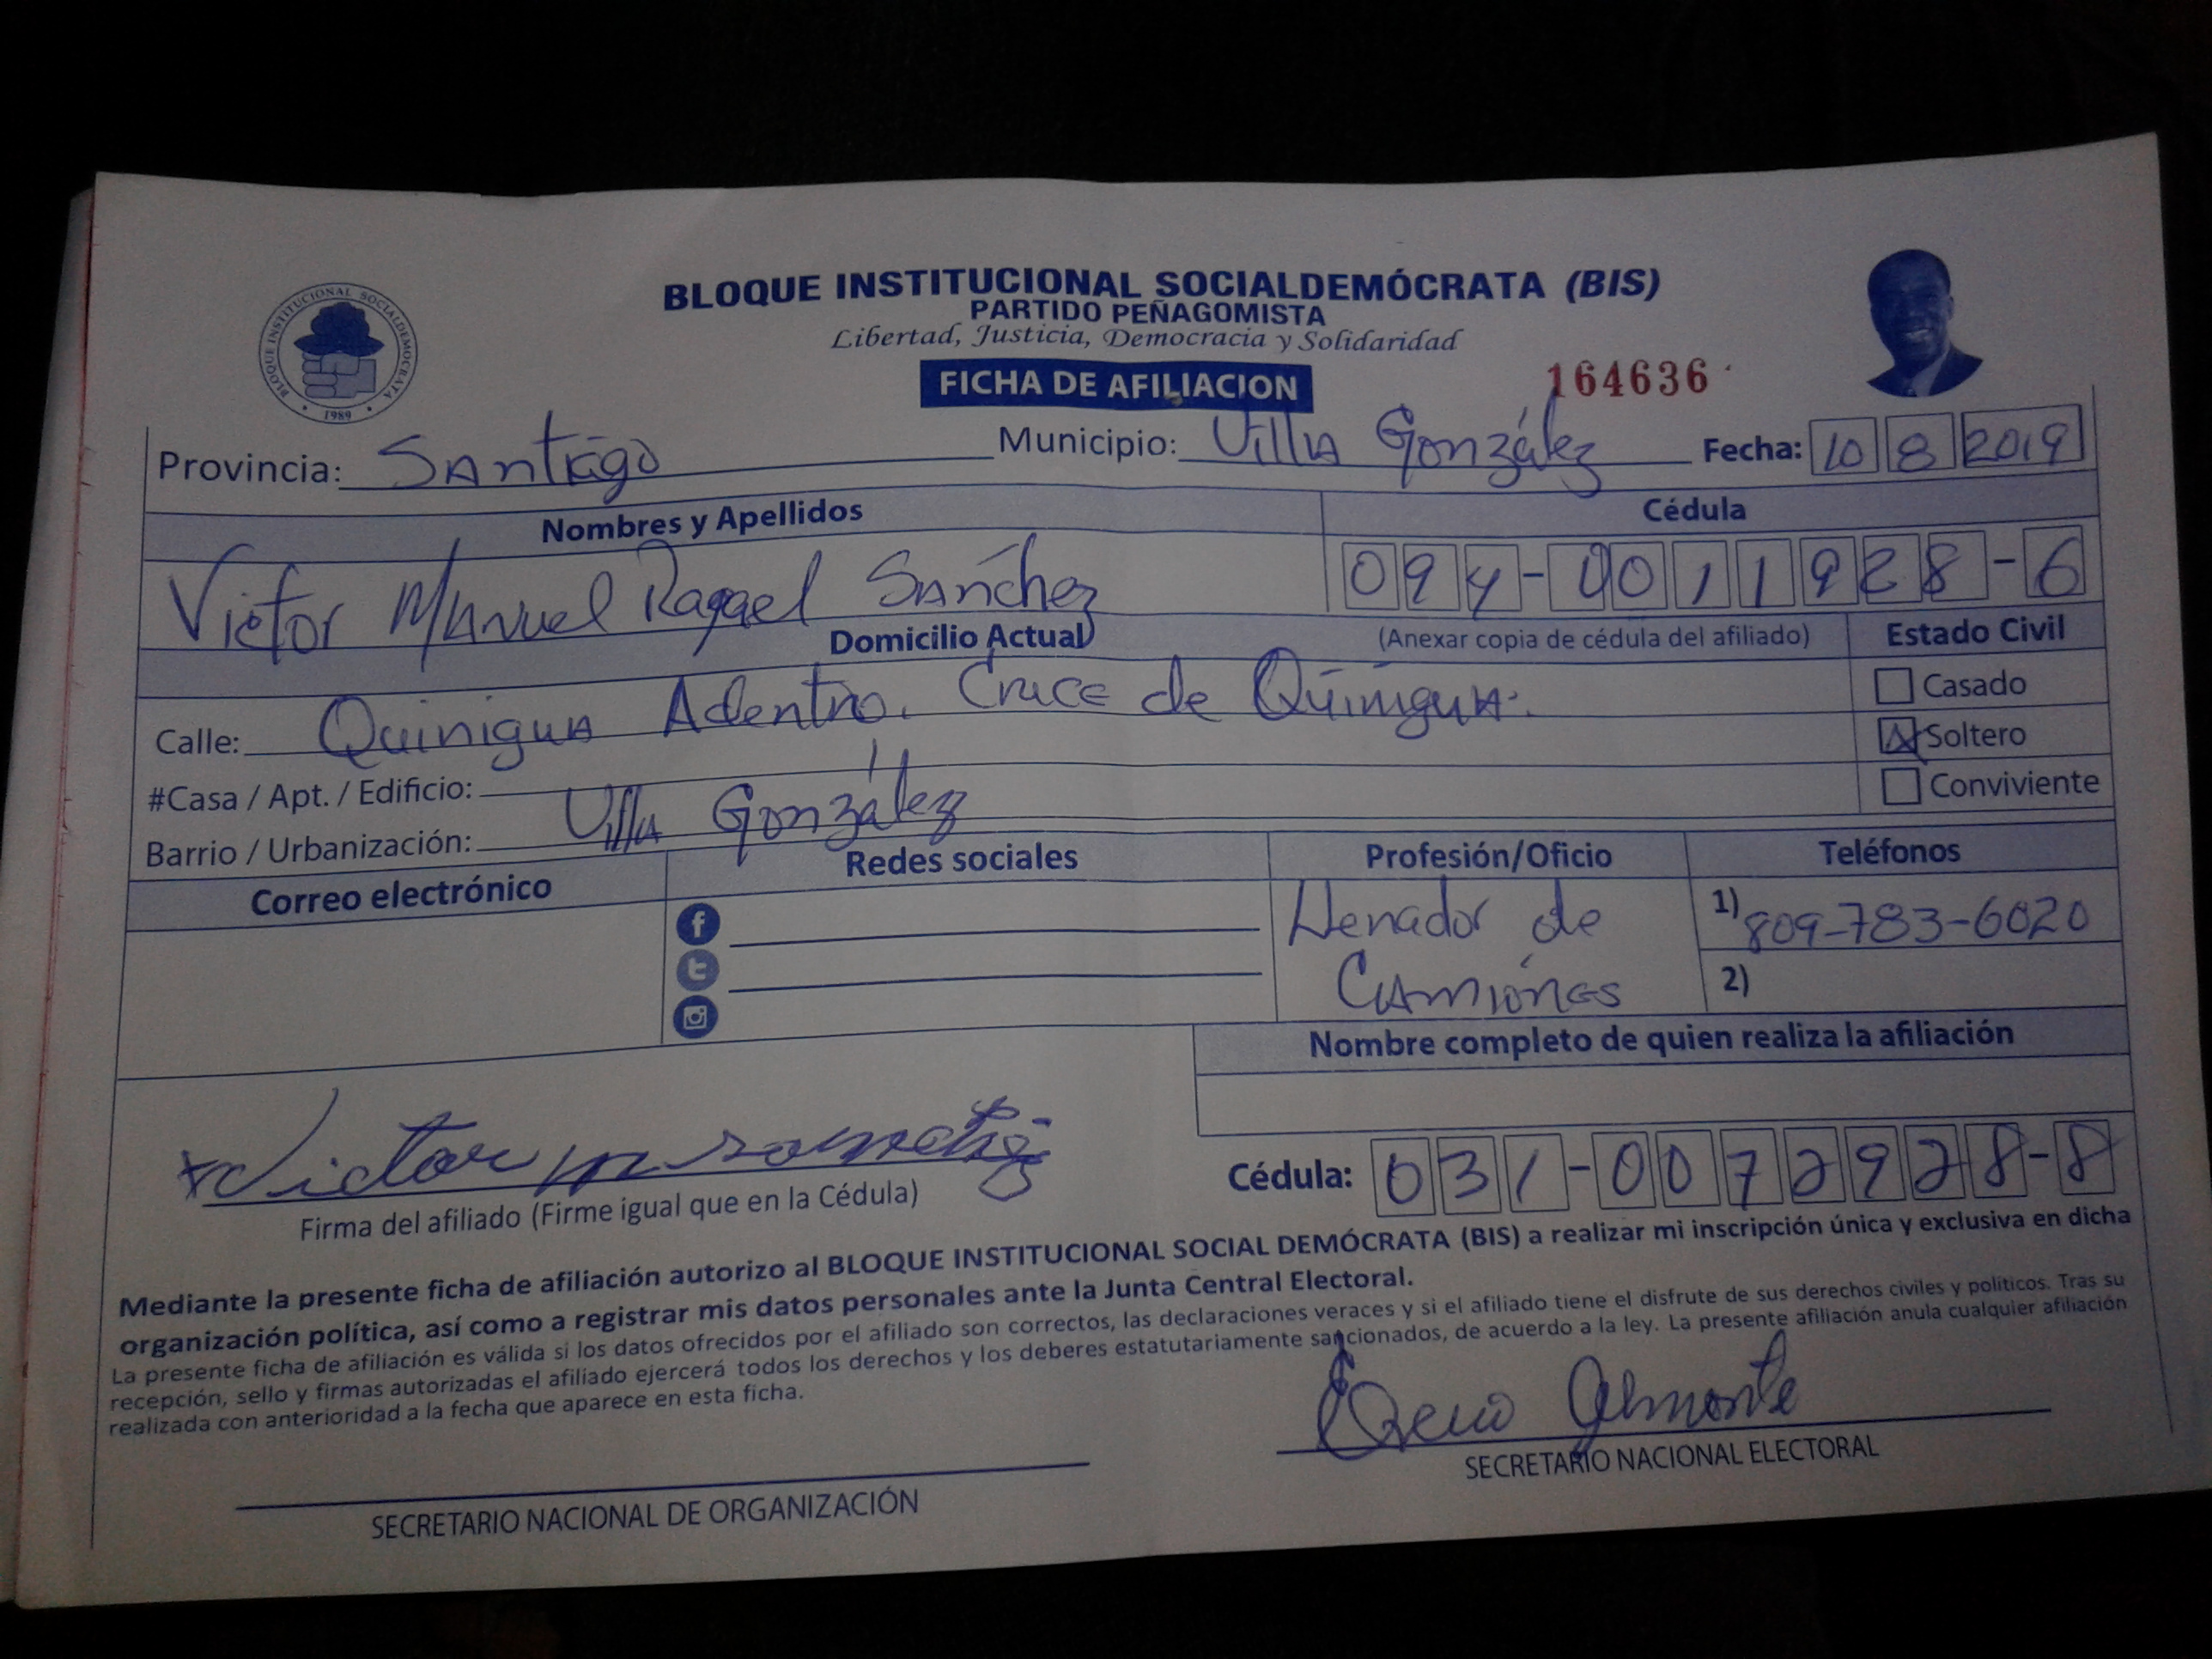 BLOQUE INSTITUCIONAL SOCIALDEMÓCRATA (BIS)
PARTIDO PEÑAGOMISTA
Libertad, Justicia, Democracia y Solidaridad
BLOQUE INSTITUCIONAL SOCIALDEMOCRATA
1989
FICHA DE AFILIACION 164636
Provincia: Santiago Municipio: Villa González Fecha: 10 8 2019
Nombres y Apellidos Cédula
Victor Manuel Rafael Sánchez 094-0011928-6
Domicilio Actual (Anexar copia de cédula del afiliado) Estado Civil
Calle: Quinigua Adentro. Cruce de Quinigua. Casado
#Casa / Apt. / Edificio: Soltero
Barrio / Urbanización: Villa González Conviviente
Correo electrónico Redes sociales Profesión/Oficio Teléfonos
Llenador de Camiones 1) 809-783-6020
2)
Nombre completo de quien realiza la afiliación
Victor m Cédula: 031-0072928-8
Firma del afiliado (Firme igual que en la Cédula)
Mediante la presente ficha de afiliación autorizo al BLOQUE INSTITUCIONAL SOCIAL DEMÓCRATA (BIS) a realizar mi inscripción única y exclusiva en dicha
organización política, así como a registrar mis datos personales ante la Junta Central Electoral.
La presente ficha de afiliación es válida si los datos ofrecidos por el afiliado son correctos, las declaraciones veraces y si el afiliado tiene el disfrute de sus derechos civiles y políticos. Tras su
recepción, sello y firmas autorizadas el afiliado ejercerá todos los derechos y los deberes estatutariamente sancionados, de acuerdo a la ley. La presente afiliación anula cualquier afiliación
realizada con anterioridad a la fecha que aparece en esta ficha.
Almonte
SECRETARIO NACIONAL DE ORGANIZACIÓN SECRETARIO NACIONAL ELECTORAL